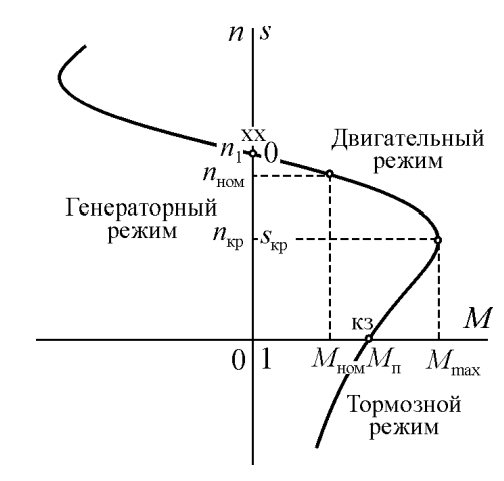 n s
хх
n₁ 0
Двигательный
режим
nном
Генераторный
режим
nкр sкр
кз
M
0 1 Mном Mп Mmax
Тормозной
режим